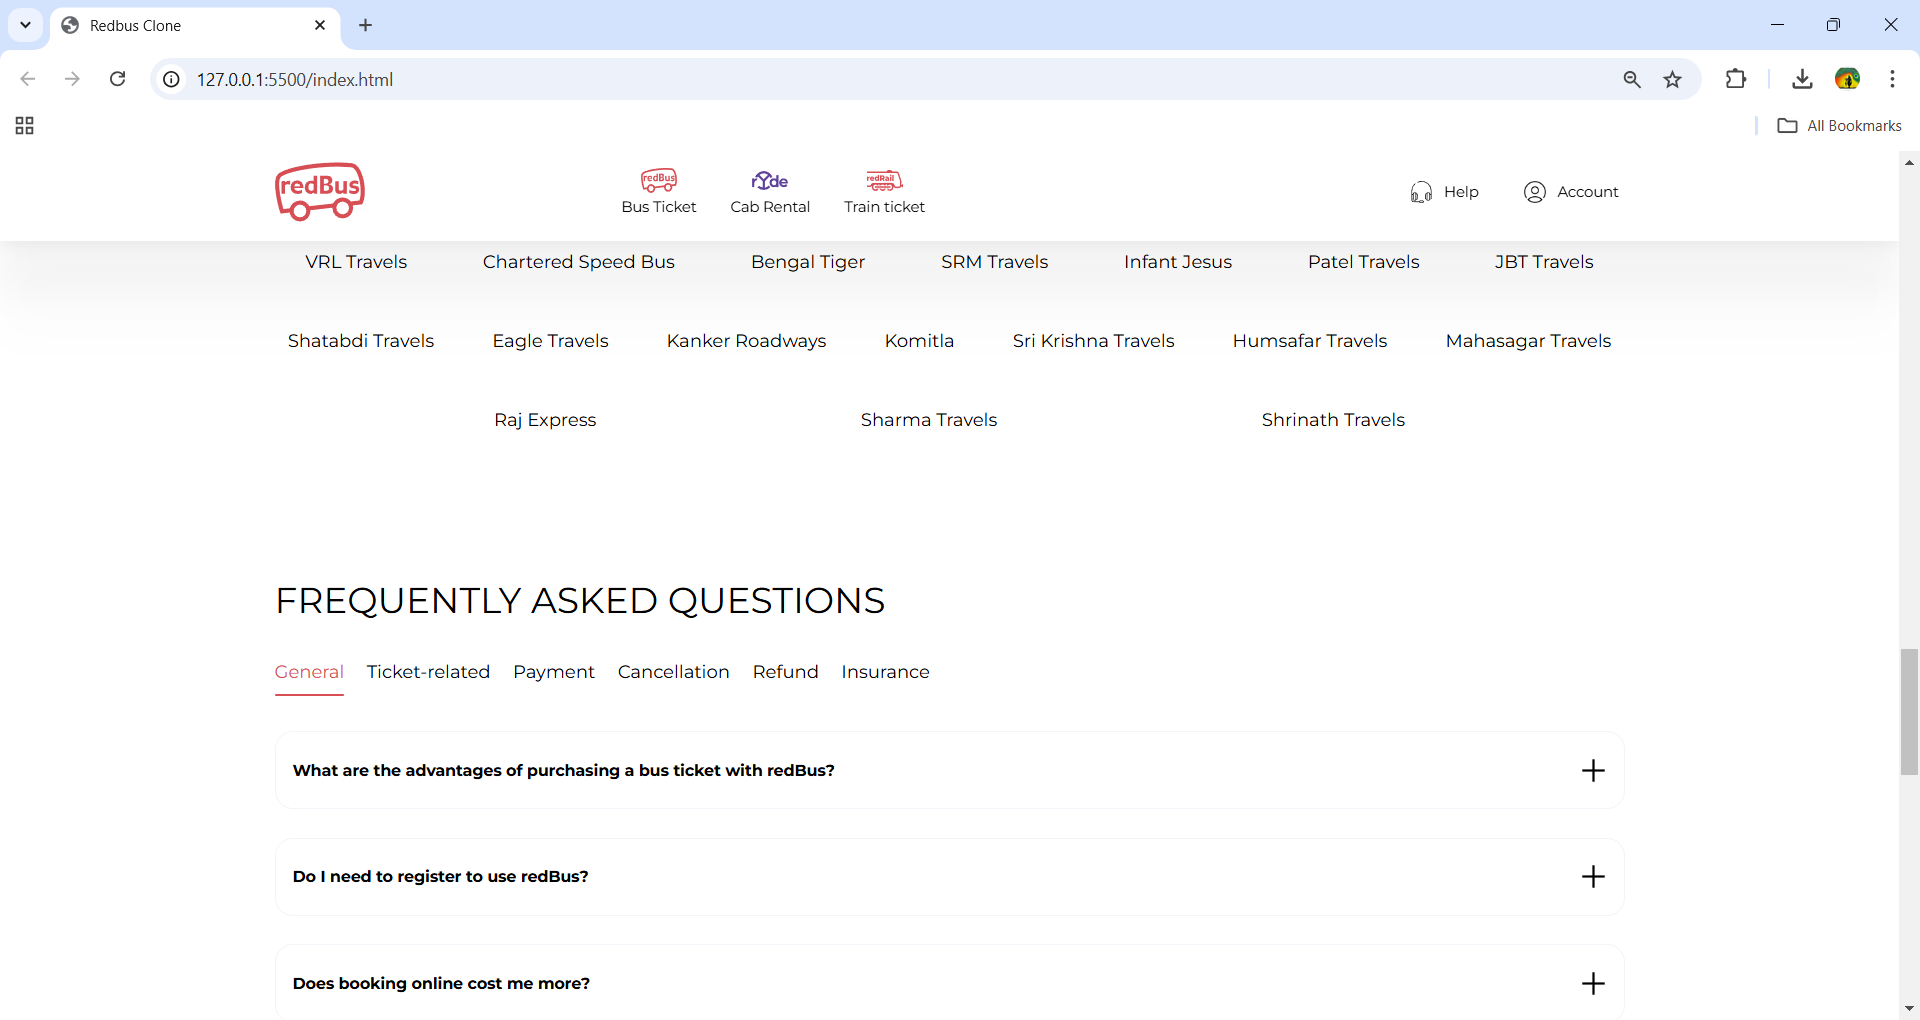 Redbus Clone
127.0.0.1:5500/index.html
All Bookmarks
redBus
redBus
Bus Ticket
rYde
Cab Rental
redRail
Train ticket
Help
Account
VRL Travels Chartered Speed Bus Bengal Tiger SRM Travels Infant Jesus Patel Travels JBT Travels
Shatabdi Travels Eagle Travels Kanker Roadways Komitla Sri Krishna Travels Humsafar Travels Mahasagar Travels
Raj Express Sharma Travels Shrinath Travels
FREQUENTLY ASKED QUESTIONS
General Ticket-related Payment Cancellation Refund Insurance
What are the advantages of purchasing a bus ticket with redBus?
Do I need to register to use redBus?
Does booking online cost me more?